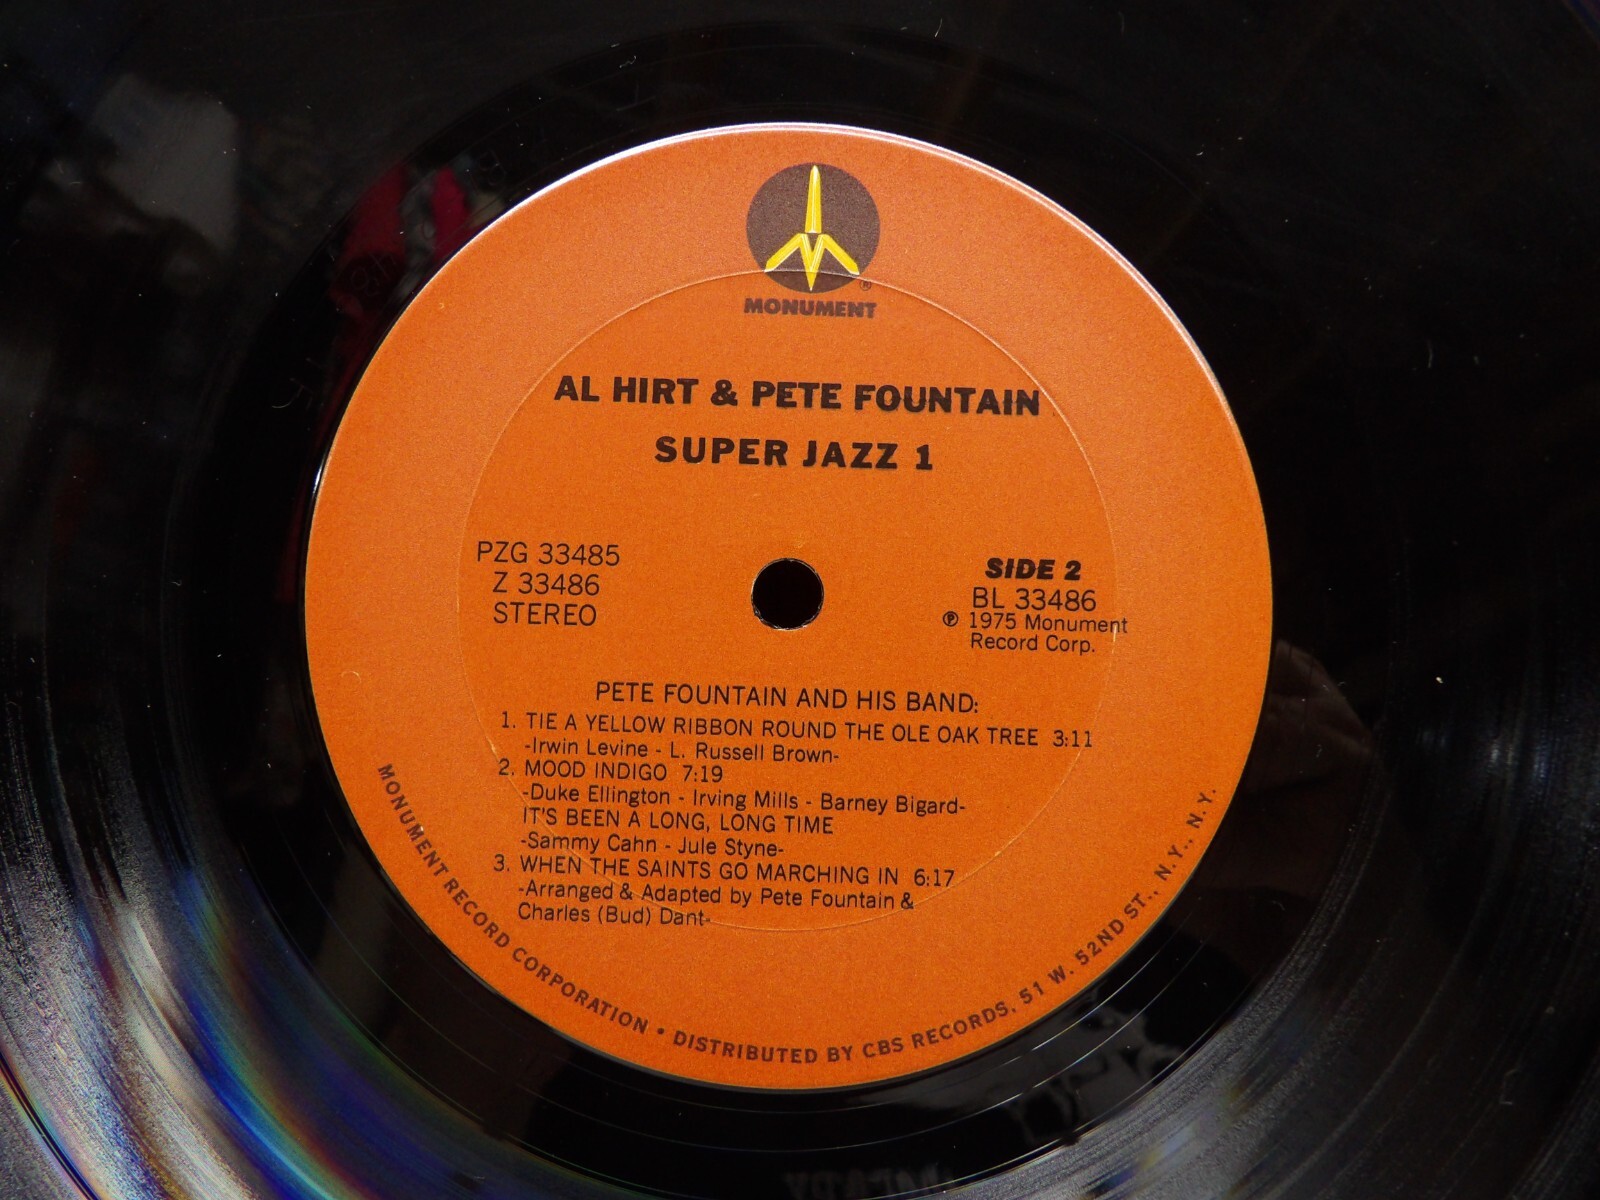 ®
MONUMENT
AL HIRT & PETE FOUNTAIN
SUPER JAZZ 1
PZG 33485
Z 33486
STEREO
SIDE 2
BL 33486
℗ 1975 Monument
Record Corp.
PETE FOUNTAIN AND HIS BAND:
1. TIE A YELLOW RIBBON ROUND THE OLE OAK TREE 3:11
-Irwin Levine - L. Russell Brown-
2. MOOD INDIGO 7:19
-Duke Ellington - Irving Mills - Barney Bigard-
IT'S BEEN A LONG, LONG TIME
-Sammy Cahn - Jule Styne-
3. WHEN THE SAINTS GO MARCHING IN 6:17
-Arranged & Adapted by Pete Fountain &
Charles (Bud) Dant-
MONUMENT RECORD CORPORATION • DISTRIBUTED BY CBS RECORDS, 51 W. 52ND ST., N.Y., N.Y.